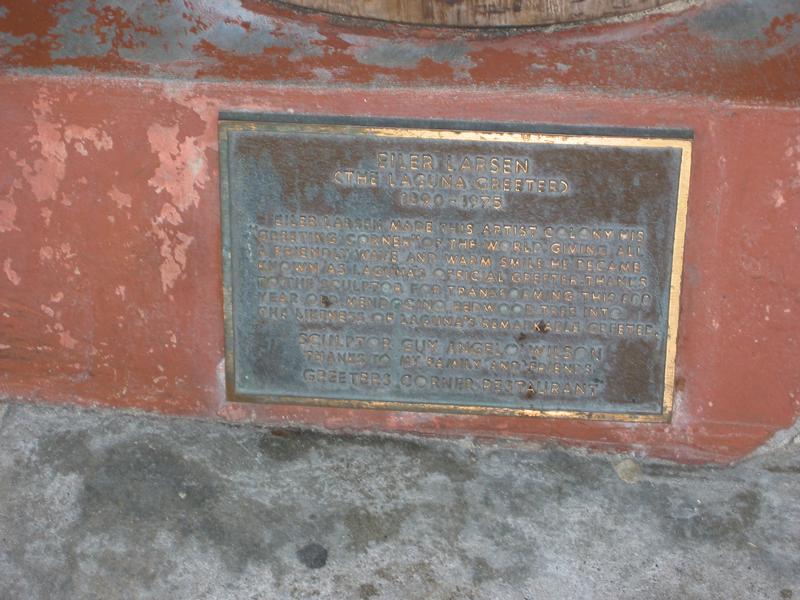 EILER LARSEN
(THE LAGUNA GREETER)
1890-1975
EILER LARSEN MADE THIS ARTIST COLONY HIS
GREETING CORNER OF THE WORLD. GIVING ALL
A FRIENDLY WAVE AND WARM SMILE HE BECAME
KNOWN AS LAGUNA'S OFFICIAL GREETER. THANKS
TO THE SCULPTOR FOR TRANSFORMING THIS
YEAR OLD MENDOCINO REDWOOD TREE INTO
THE LIKENESS OF LAGUNA'S REMARKABLE GREETER.
SCULPTOR GUY ANGELO WILSON
THANKS TO MY FAMILY AND FRIENDS
GREETERS CORNER RESTAURANT